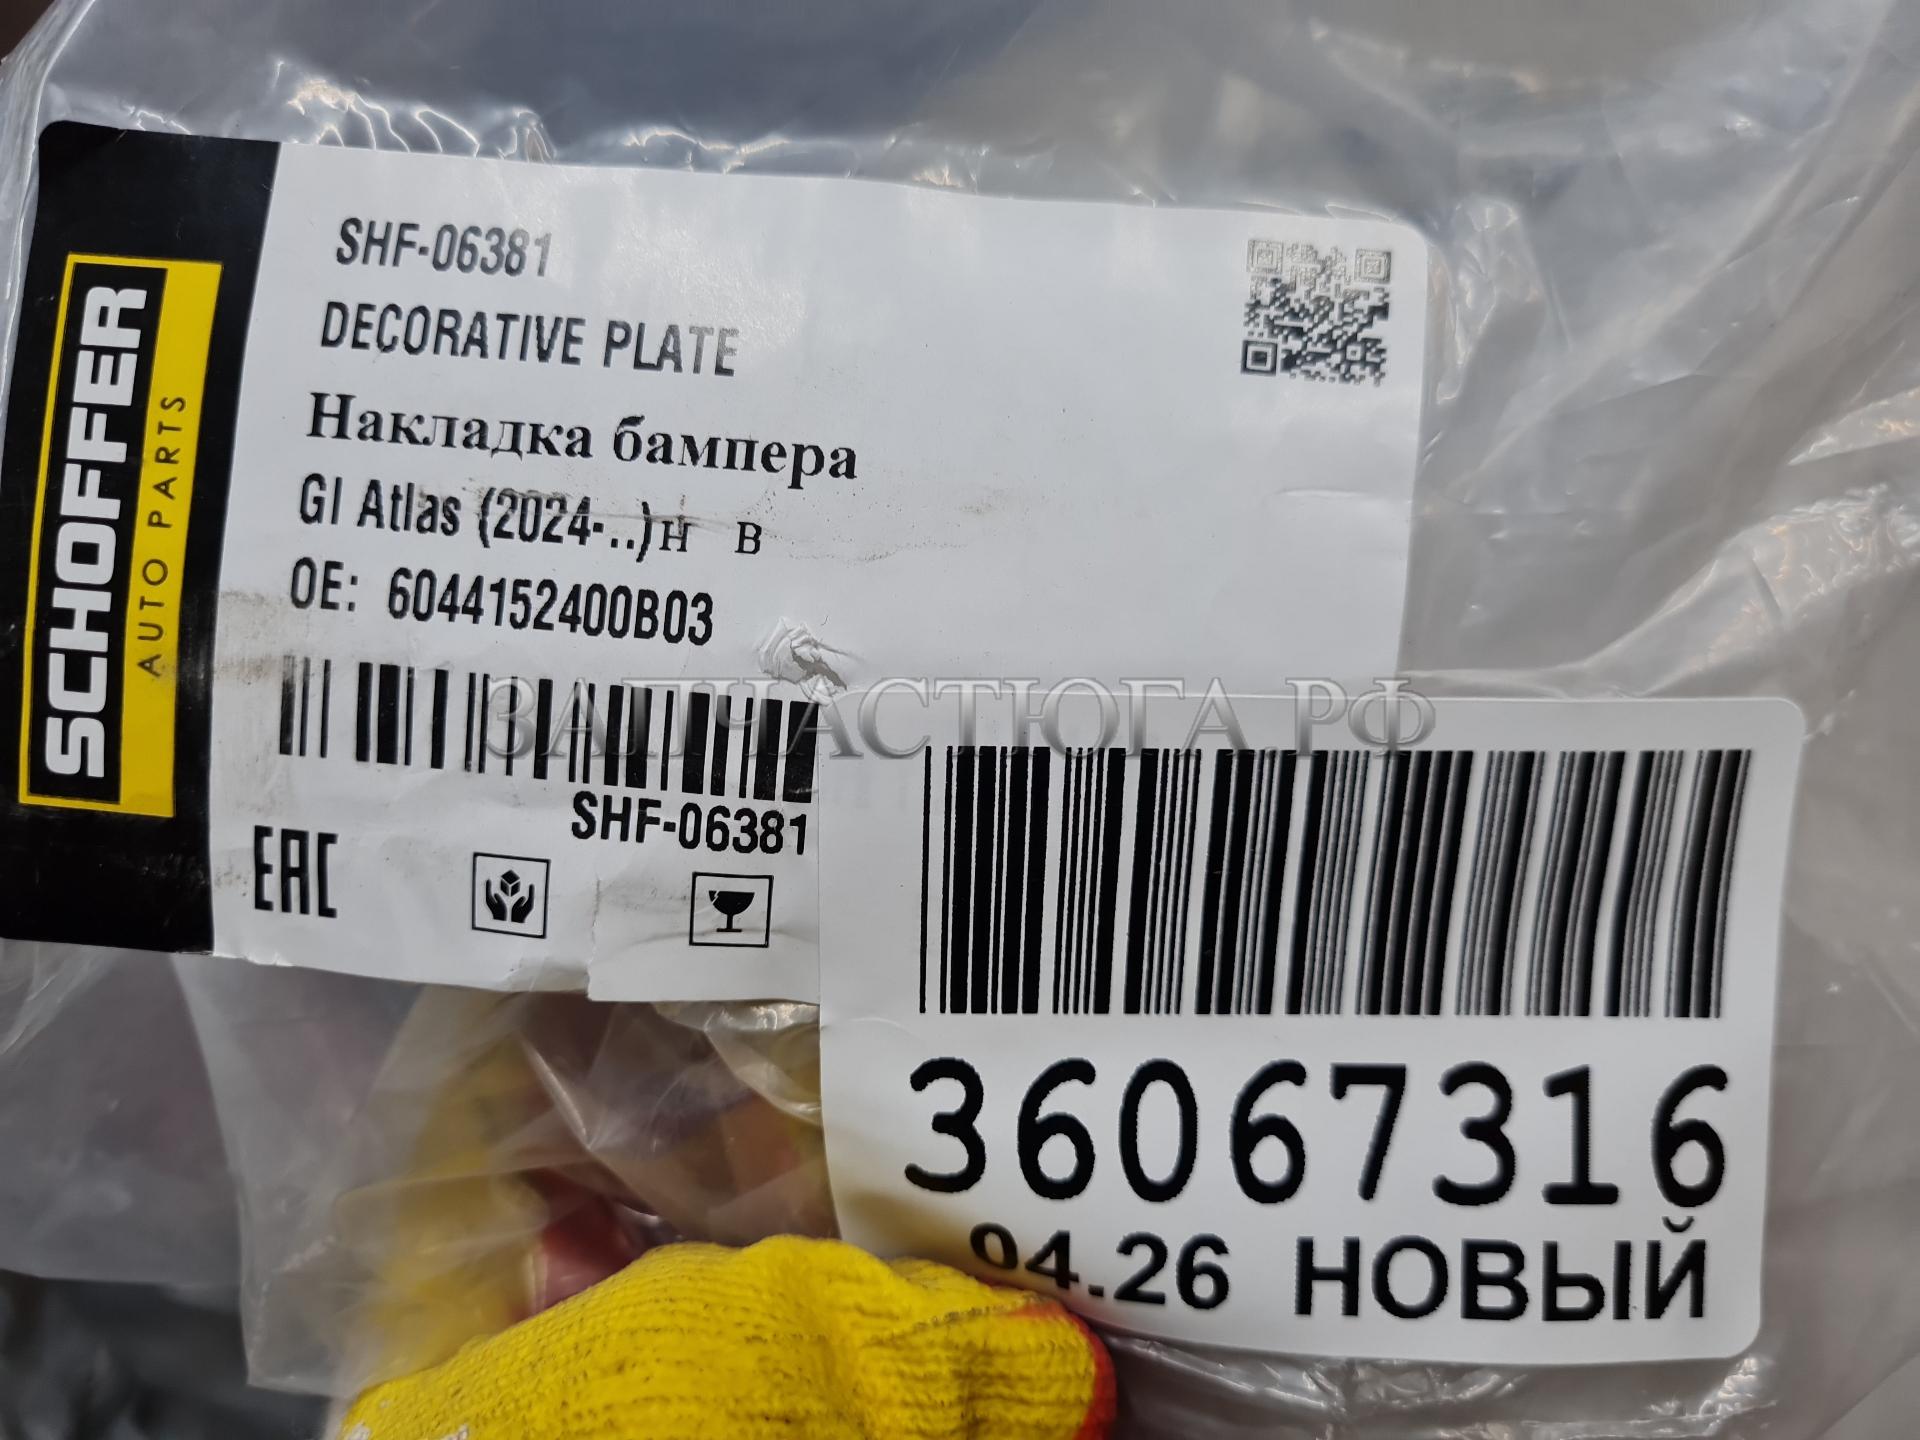 SCHOFFER
AUTO PARTS
SHF-06381
DECORATIVE PLATE
Накладка бампера
Gl Atlas (2024-..)н в
OE: 6044152400B03
ЗАПЧАСТЮГА.РФ
SHF-06381
EAC
36067316
04.26 НОВЫЙ